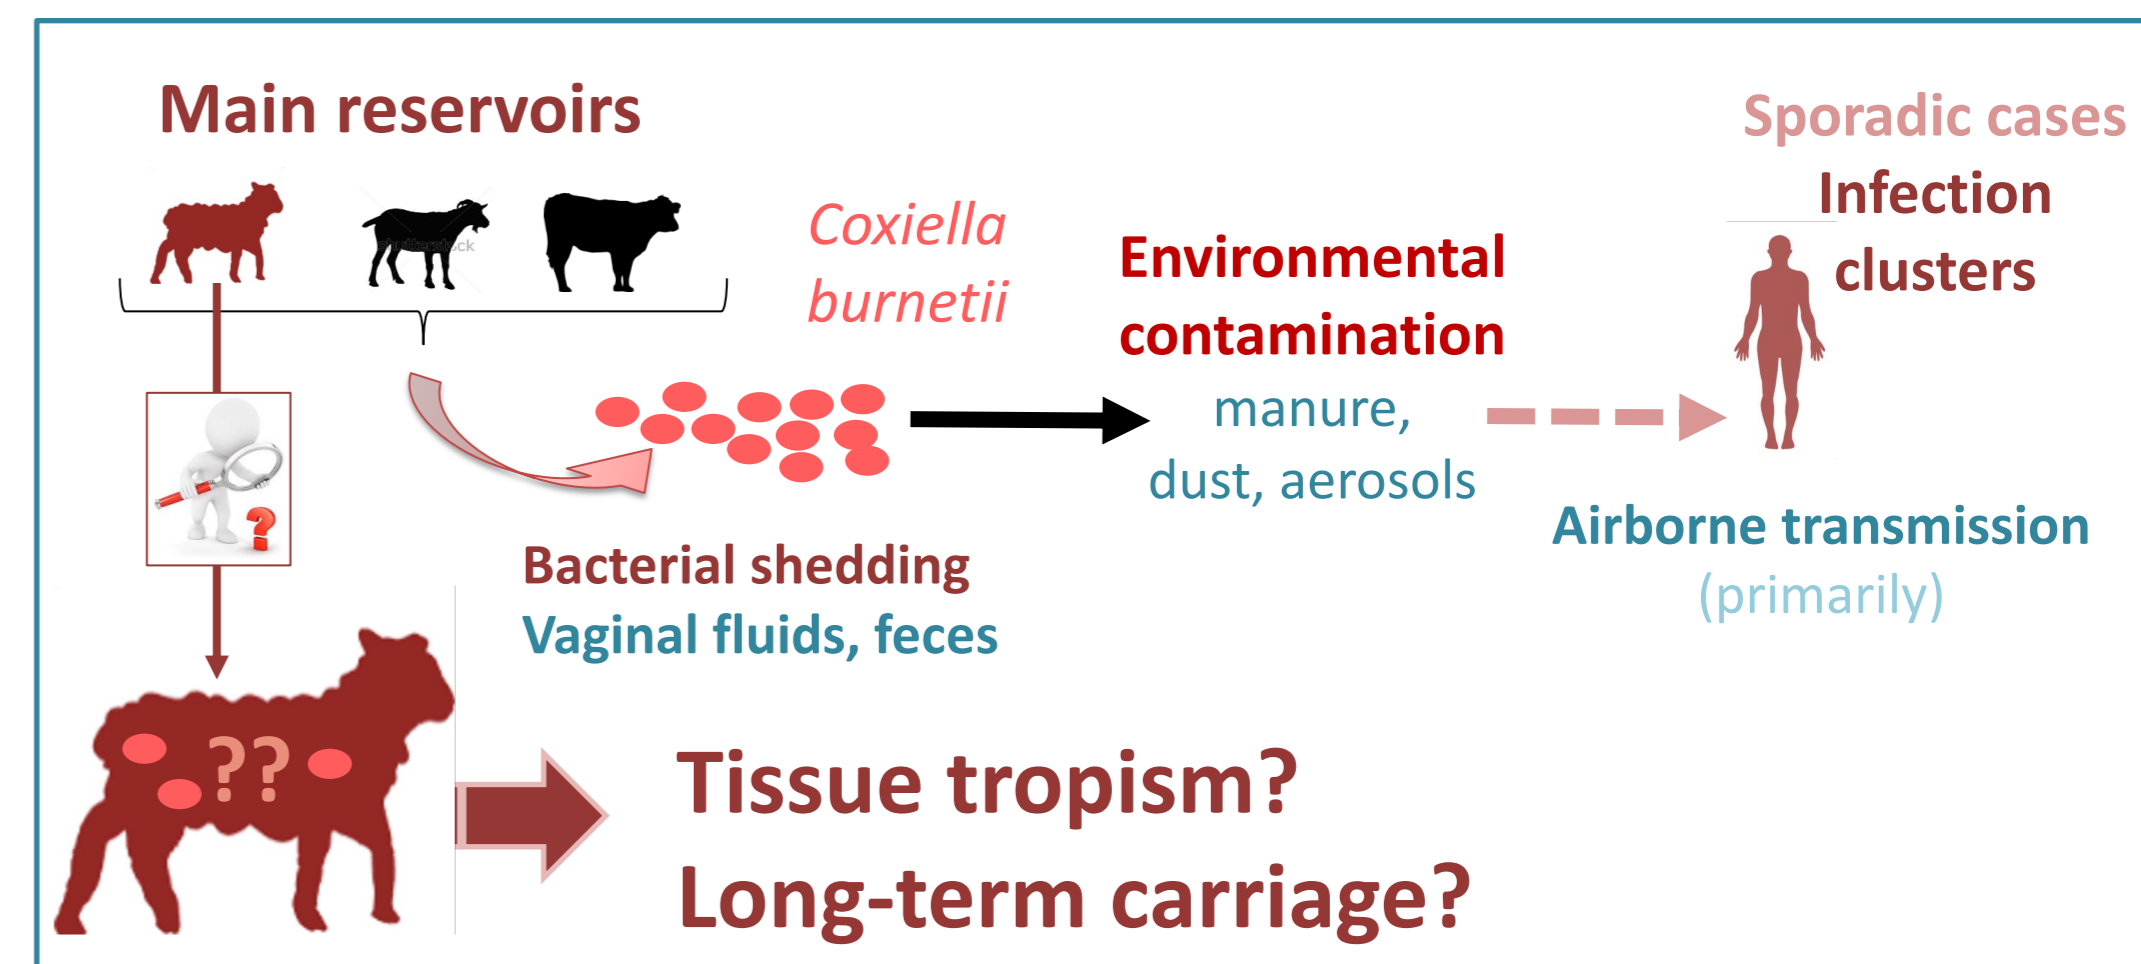 Main reservoirs
shutterstock
Coxiella
burnetii
Environmental
contamination
manure,
dust, aerosols
Sporadic cases
Infection
clusters
Airborne transmission
(primarily)
Bacterial shedding
Vaginal fluids, feces
?
??
Tissue tropism?
Long-term carriage?